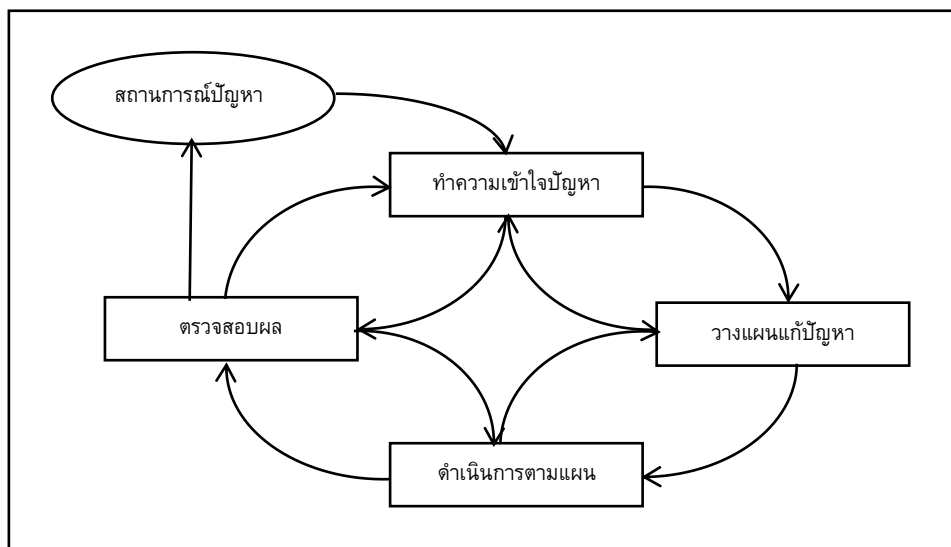 สถานการณ์ปัญหา
ทำความเข้าใจปัญหา
ตรวจสอบผล
วางแผนแก้ปัญหา
ดำเนินการตามแผน